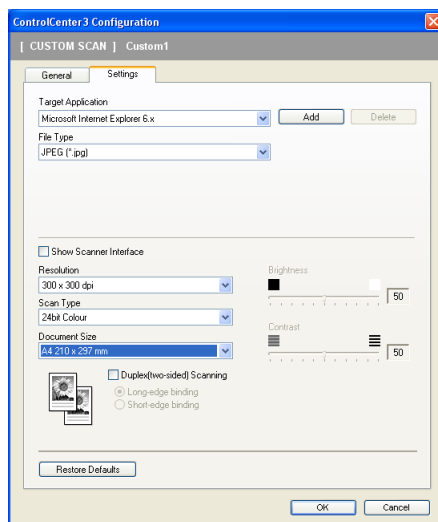 ControlCenter3 Configuration
[ CUSTOM SCAN ] Custom1
General Settings
Target Application
Microsoft Internet Explorer 6.x Add Delete
File Type
JPEG (*.jpg)
Show Scanner Interface
Resolution Brightness
300 x 300 dpi 50
Scan Type
24bit Colour
Contrast
Document Size
A4 210 x 297 mm 50
Duplex(two-sided) Scanning
Long-edge binding
Short-edge binding
Restore Defaults
OK Cancel